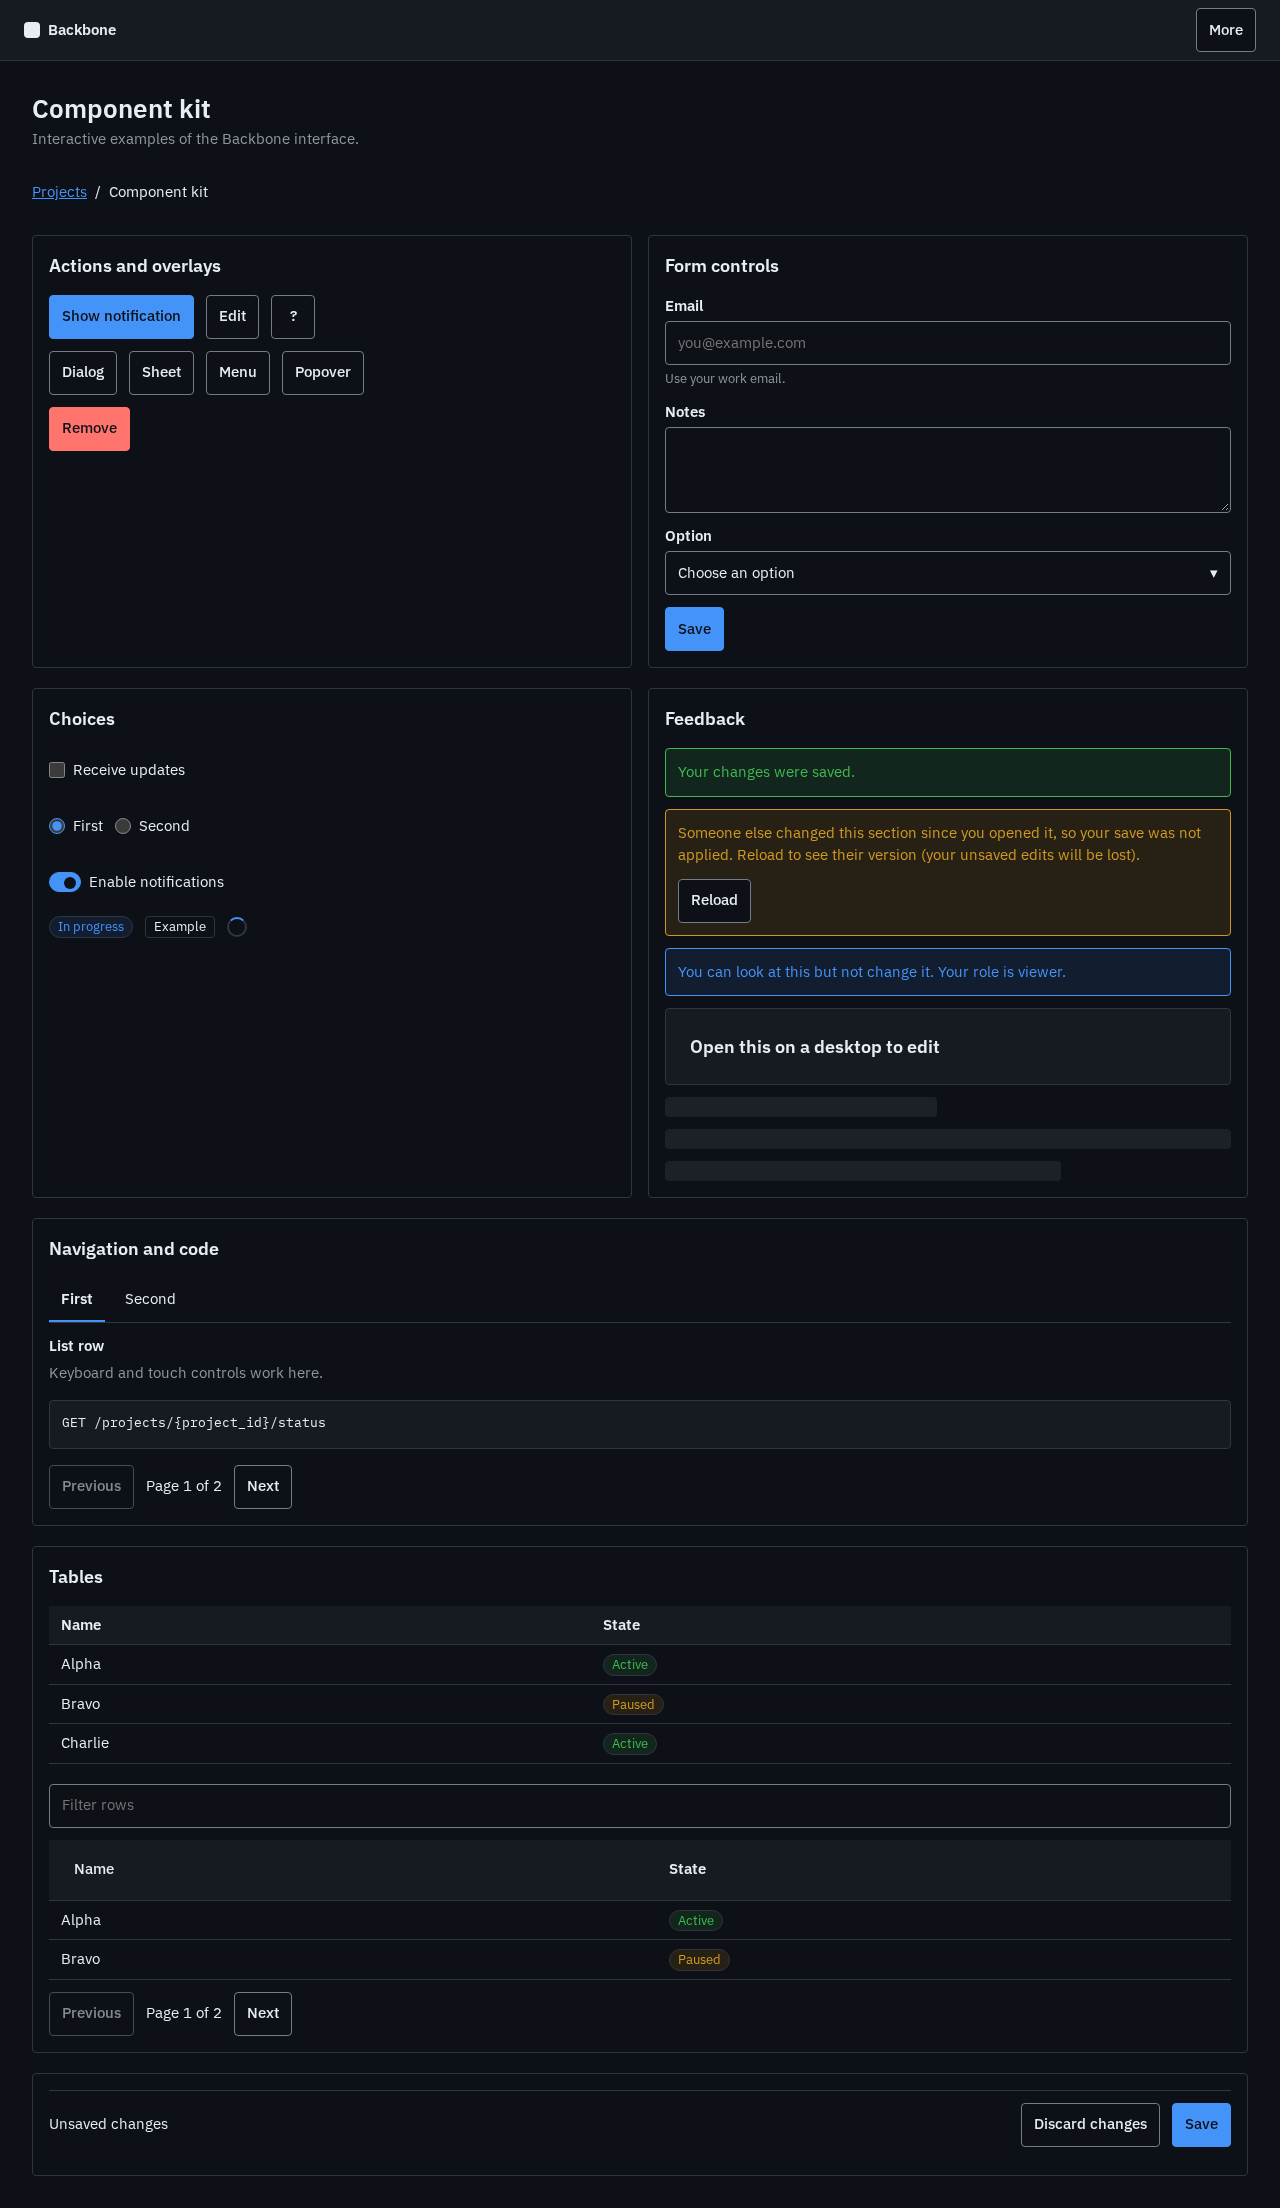 Backbone
More
Component kit
Interactive examples of the Backbone interface.
Projects / Component kit
Actions and overlays
Show notification
Edit
?
Dialog
Sheet
Menu
Popover
Remove
Form controls
Email
you@example.com
Use your work email.
Notes
Option
Choose an option
Save
Choices
Receive updates
First
Second
Enable notifications
In progress
Example
Feedback
Your changes were saved.
Someone else changed this section since you opened it, so your save was not
applied. Reload to see their version (your unsaved edits will be lost).
Reload
You can look at this but not change it. Your role is viewer.
Open this on a desktop to edit
Navigation and code
First
Second
List row
Keyboard and touch controls work here.
GET /projects/{project_id}/status
Previous
Page 1 of 2
Next
Tables
Name State
Alpha Active
Bravo Paused
Charlie Active
Filter rows
Name State
Alpha Active
Bravo Paused
Previous
Page 1 of 2
Next
Unsaved changes
Discard changes
Save